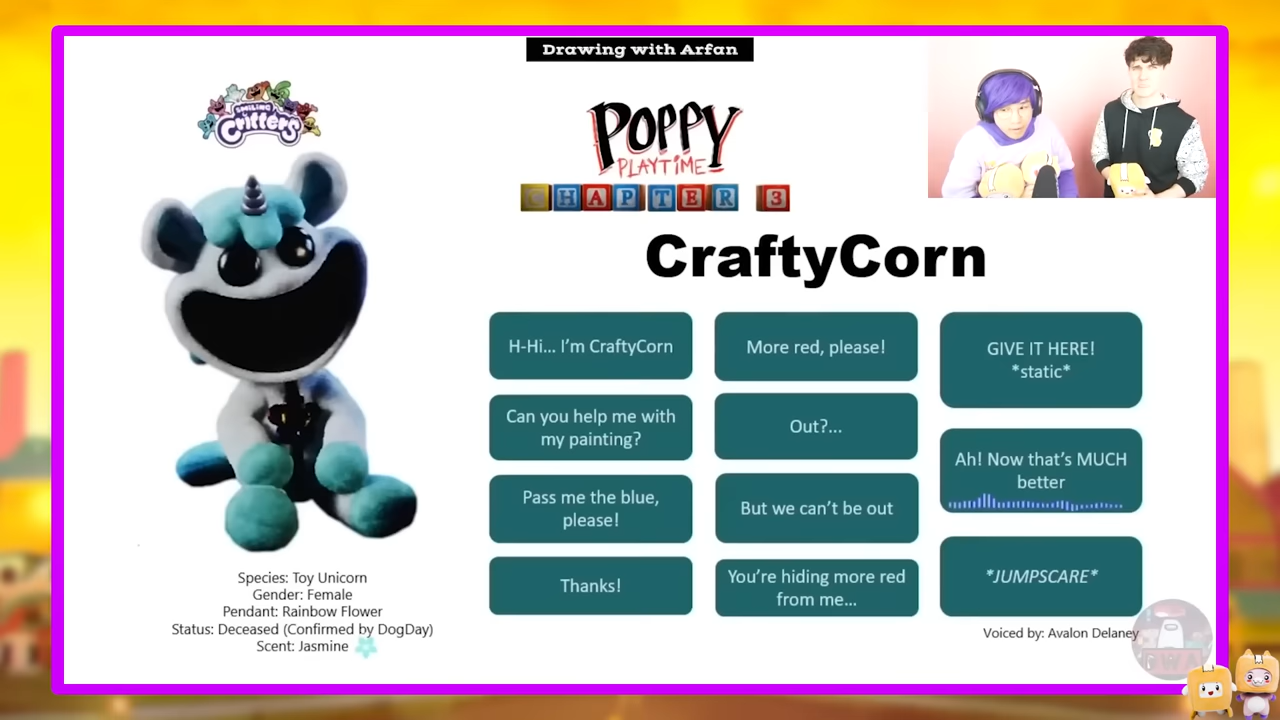 Drawing with Arfan
SMILING
Critters
POPPY
PLAYTIME
CHAPTER 3
CraftyCorn
H-Hi... I'm CraftyCorn
Can you help me with
my painting?
Pass me the blue,
please!
Thanks!
More red, please!
Out?...
But we can't be out
You're hiding more red
from me...
GIVE IT HERE!
*static*
Ah! Now that's MUCH
better
*JUMPSCARE*
Species: Toy Unicorn
Gender: Female
Pendant: Rainbow Flower
Status: Deceased (Confirmed by DogDay)
Scent: Jasmine
Voiced by: Avalon Delaney